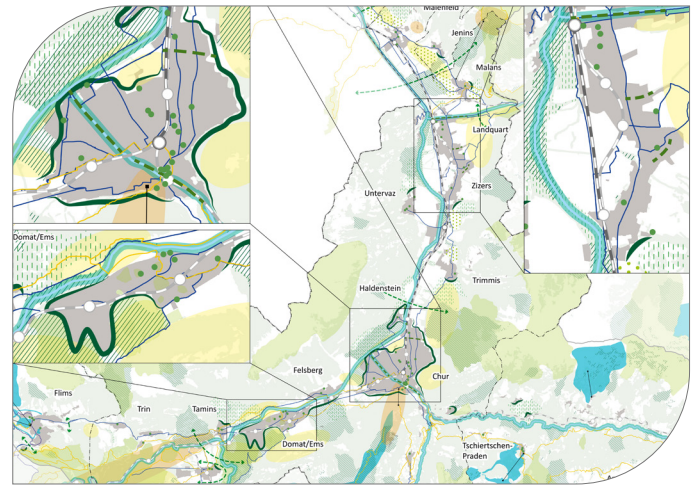 Maienfeld
Jenins
Malans
Landquart
Untervaz
Zizers
Domat/Ems
Haldenstein
Trimmis
Felsberg
Flims
Chur
Trin
Tamins
Domat/Ems
Tschiertschen-
Praden